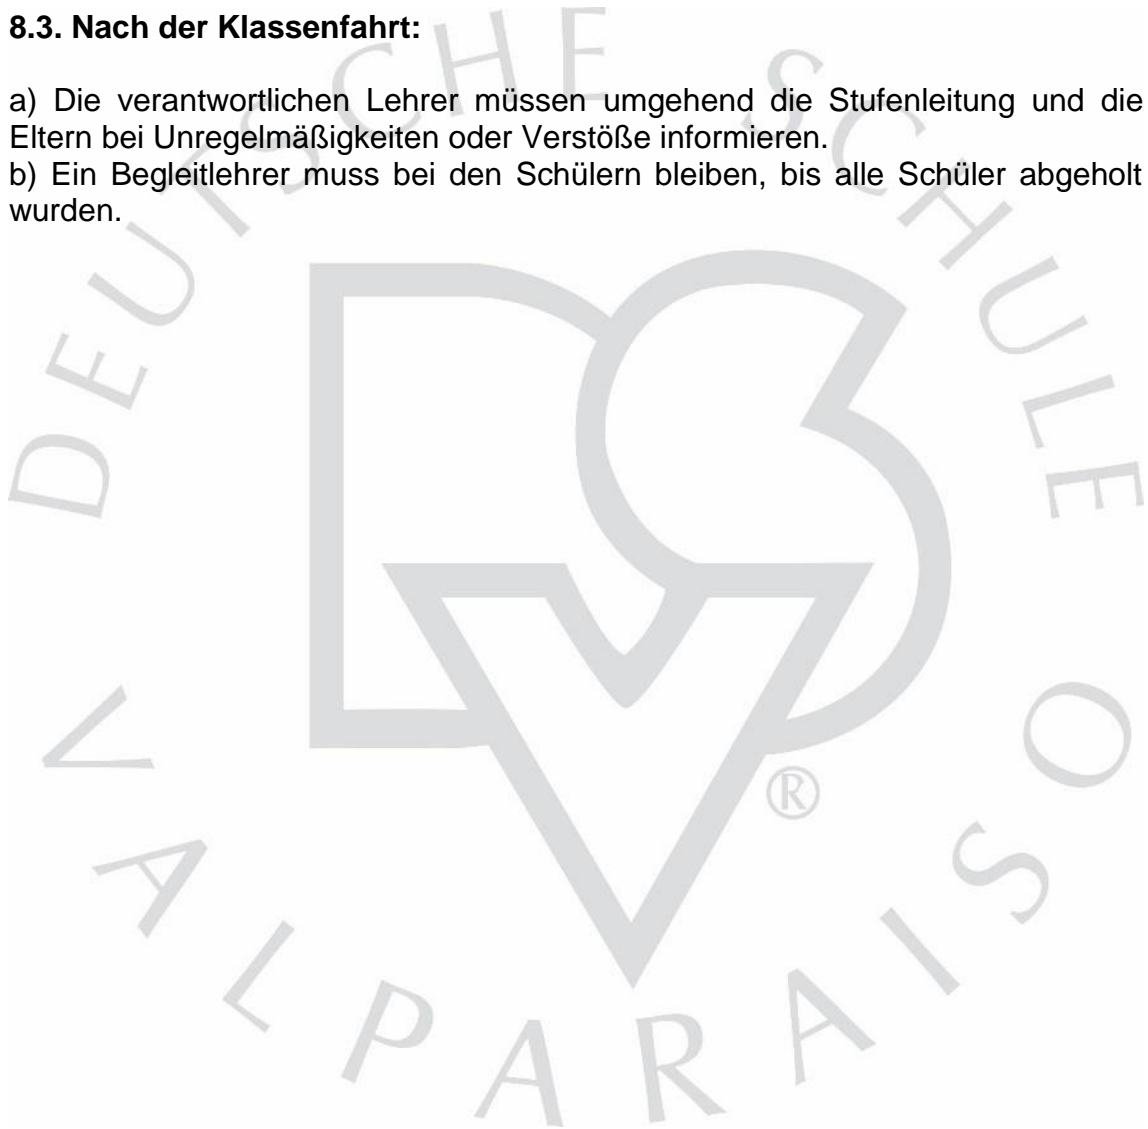 8.3. Nach der Klassenfahrt:
a) Die verantwortlichen Lehrer müssen umgehend die Stufenleitung und die
Eltern bei Unregelmäßigkeiten oder Verstöße informieren.
b) Ein Begleitlehrer muss bei den Schülern bleiben, bis alle Schüler abgeholt
wurden.
DEUTSCHE SCHULE
DSV
®
VALPARAISO